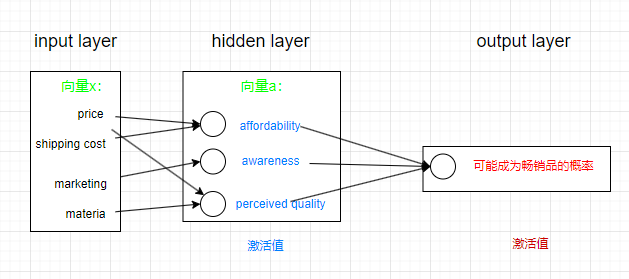 input layer
hidden layer
output layer
向量x:
向量a:
price
shipping cost
marketing
materia
affordability
awareness
perceived quality
可能成为畅销品的概率
激活值
激活值